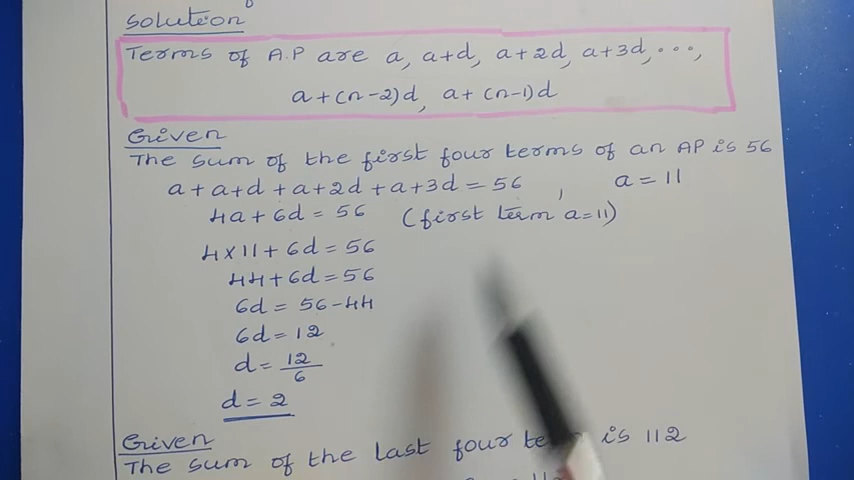 Solution
Terms of A.P are a, a+d, a+2d, a+3d, ...,
a+(n-2)d, a+(n-1)d
Given
The sum of the first four terms of an AP is 56
a+a+d+a+2d+a+3d=56, a=11
4a+6d=56 (first term a=11)
4×11+6d=56
44+6d=56
6d=56-44
6d=12
d=12/6
d=2
Given
The sum of the last four is 112